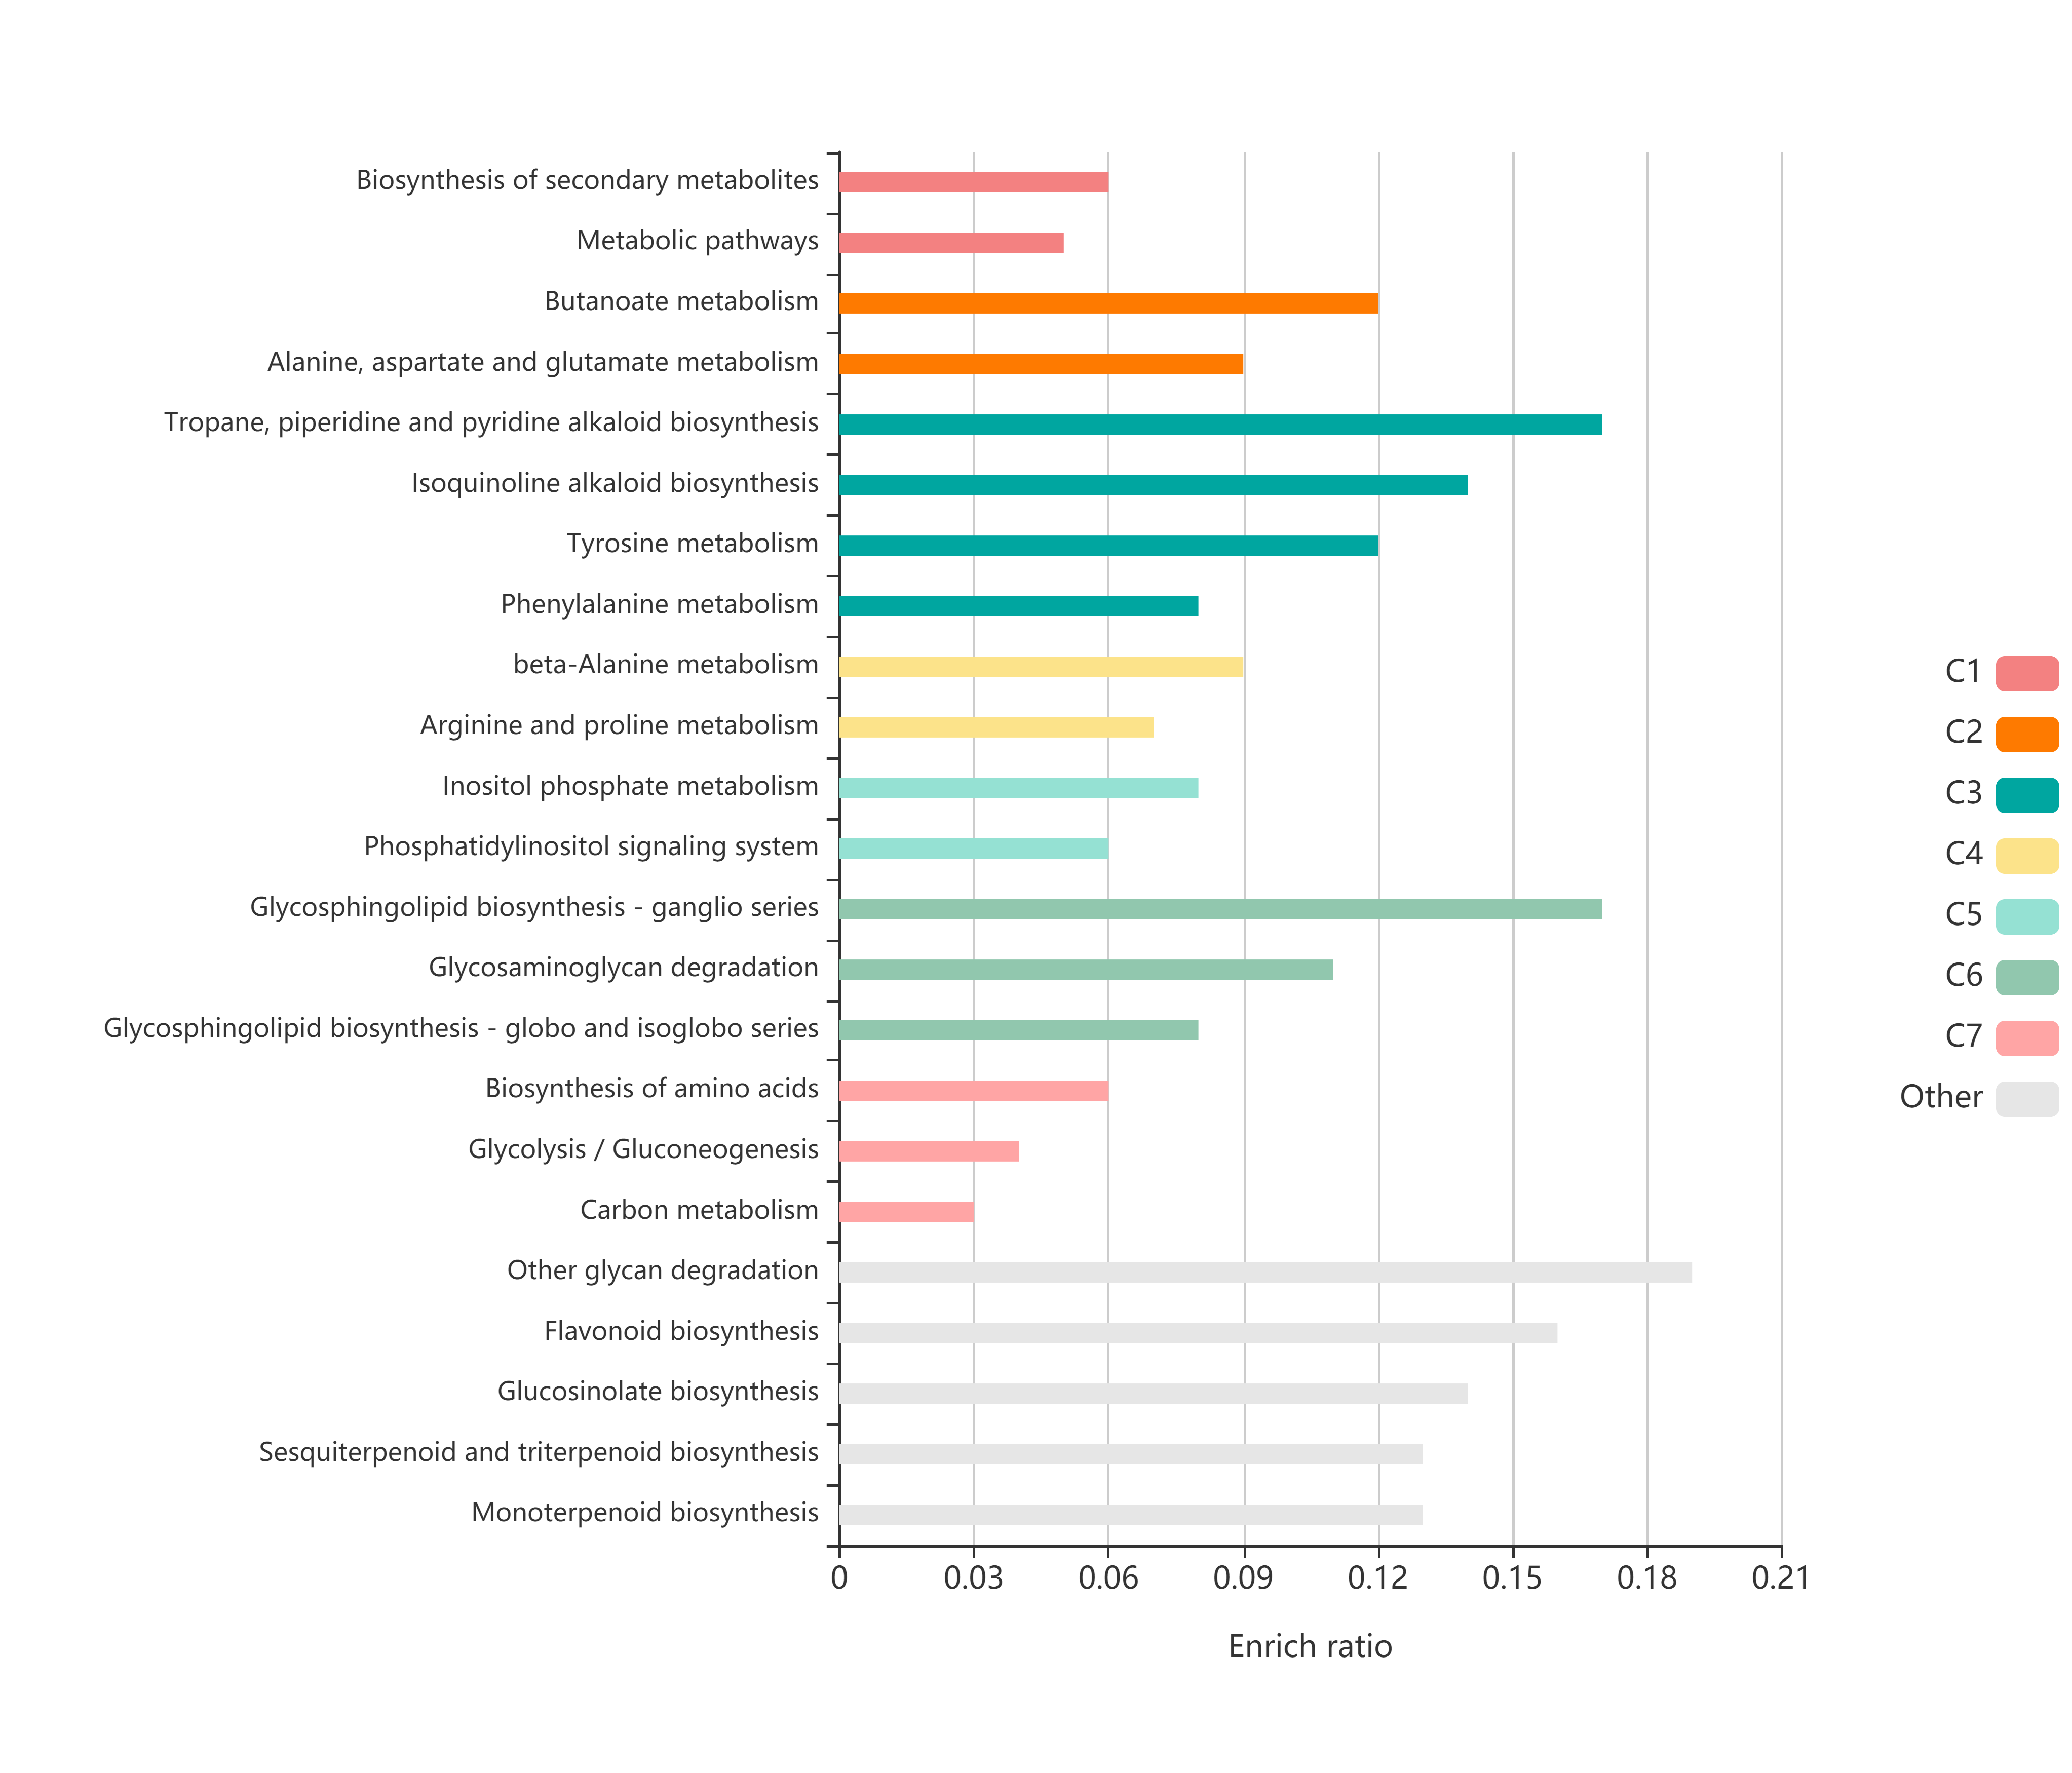 Biosynthesis of secondary metabolites
Metabolic pathways
Butanoate metabolism
Alanine, aspartate and glutamate metabolism
Tropane, piperidine and pyridine alkaloid biosynthesis
Isoquinoline alkaloid biosynthesis
Tyrosine metabolism
Phenylalanine metabolism
beta-Alanine metabolism
Arginine and proline metabolism
Inositol phosphate metabolism
Phosphatidylinositol signaling system
Glycosphingolipid biosynthesis - ganglio series
Glycosaminoglycan degradation
Glycosphingolipid biosynthesis - globo and isoglobo series
Biosynthesis of amino acids
Glycolysis / Gluconeogenesis
Carbon metabolism
Other glycan degradation
Flavonoid biosynthesis
Glucosinolate biosynthesis
Sesquiterpenoid and triterpenoid biosynthesis
Monoterpenoid biosynthesis
0 0.03 0.06 0.09 0.12 0.15 0.18 0.21
Enrich ratio
C1
C2
C3
C4
C5
C6
C7
Other